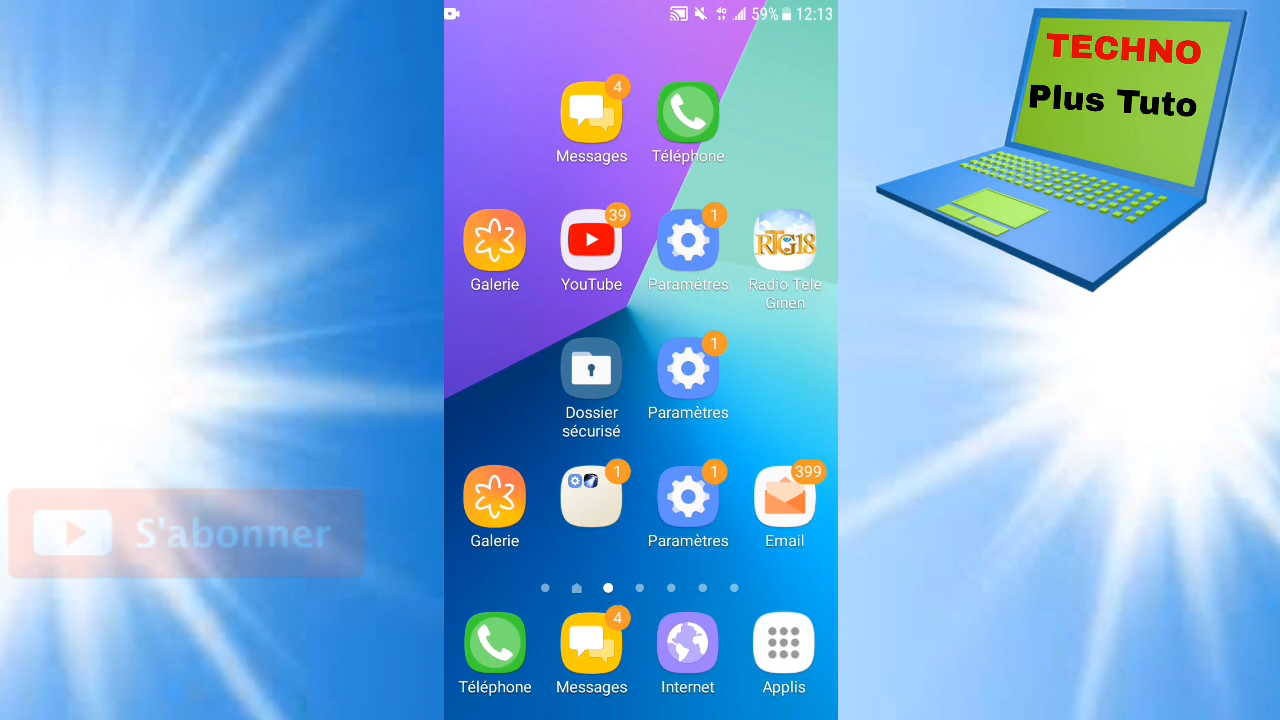 4G 59% 12:13
TECHNO
Plus Tuto
4
Messages
Téléphone
39
1
RTG18
Galerie
YouTube
Paramètres
Radio Tele
Ginen
1
Dossier
sécurisé
Paramètres
1
1
399
Galerie
Paramètres
Email
S'abonner
4
Téléphone
Messages
Internet
Applis